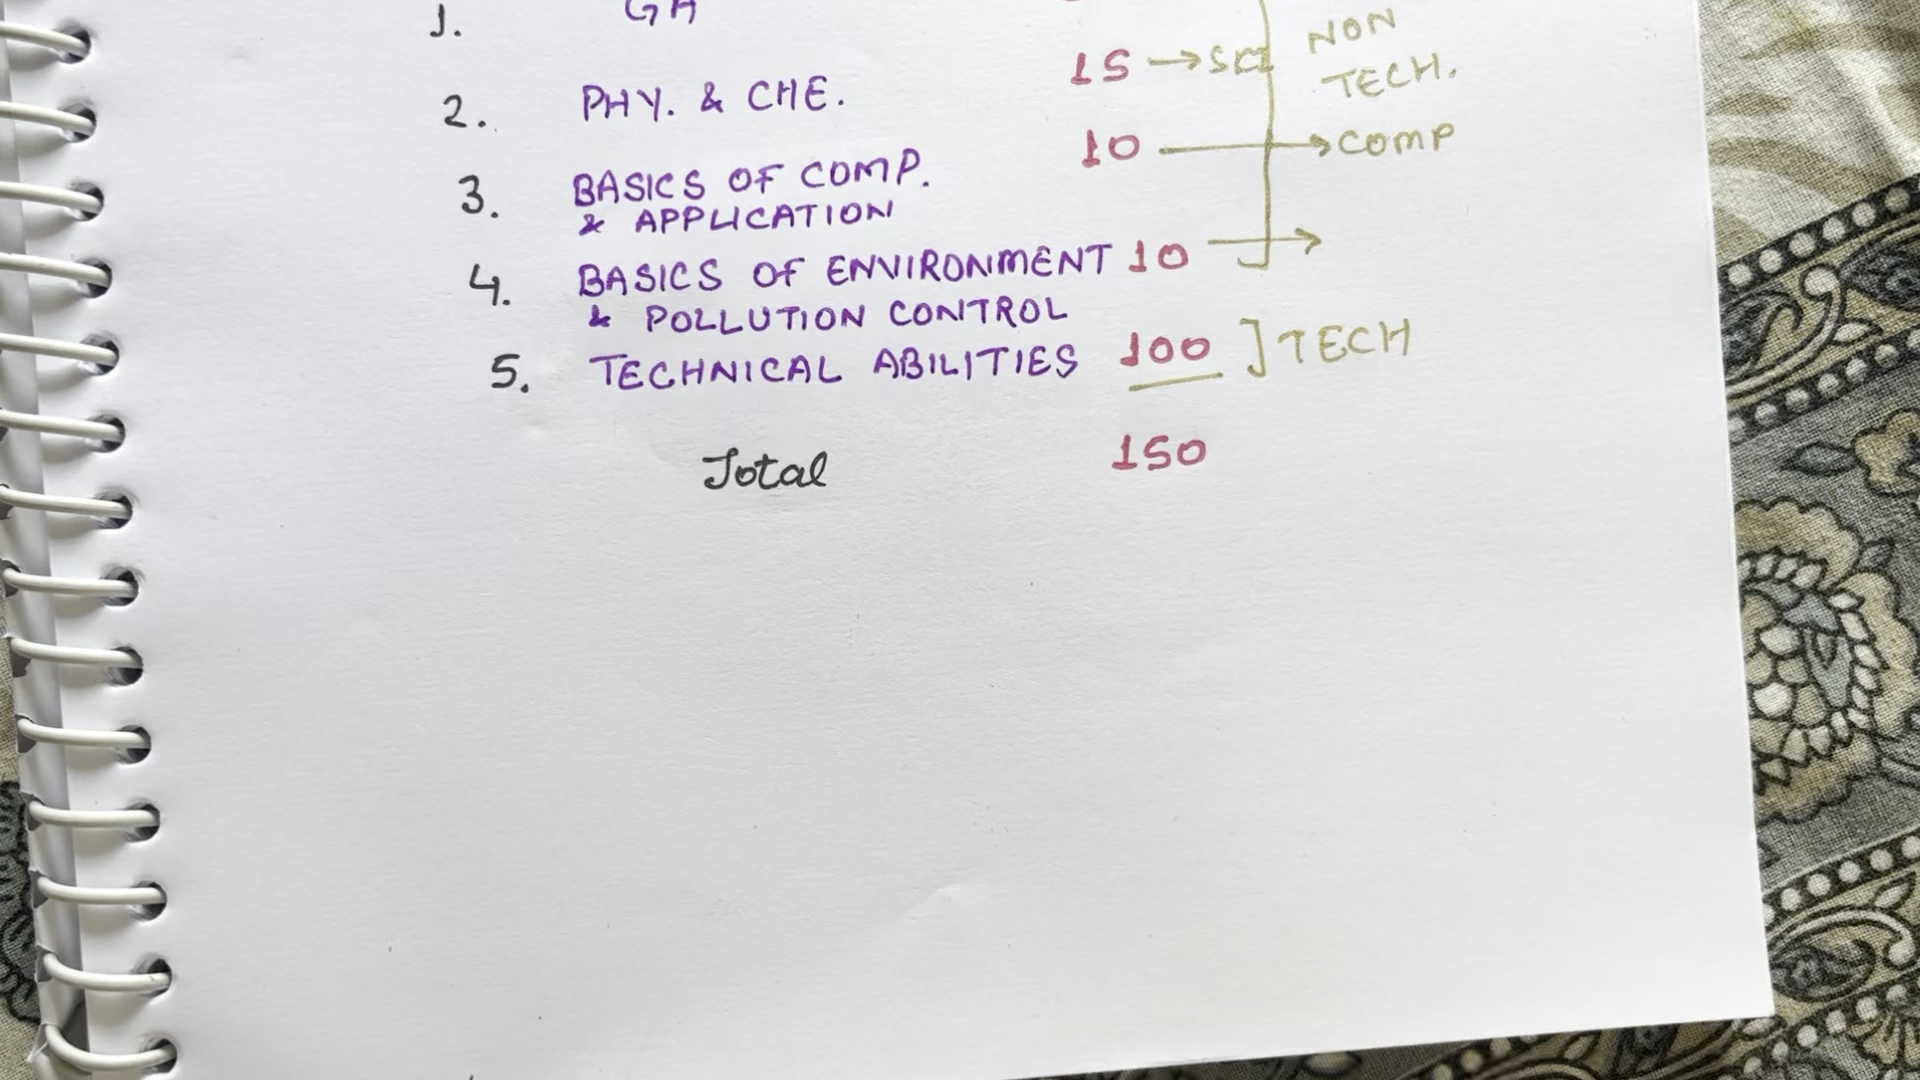 1. GA
NON
2. PHY. & CHE. 15 → SCI TECH.
3. BASICS OF COMP. 10 → COMP
& APPLICATION
4. BASICS OF ENVIRONMENT 10 →
& POLLUTION CONTROL
5. TECHNICAL ABILITIES 100 ] TECH
Total 150